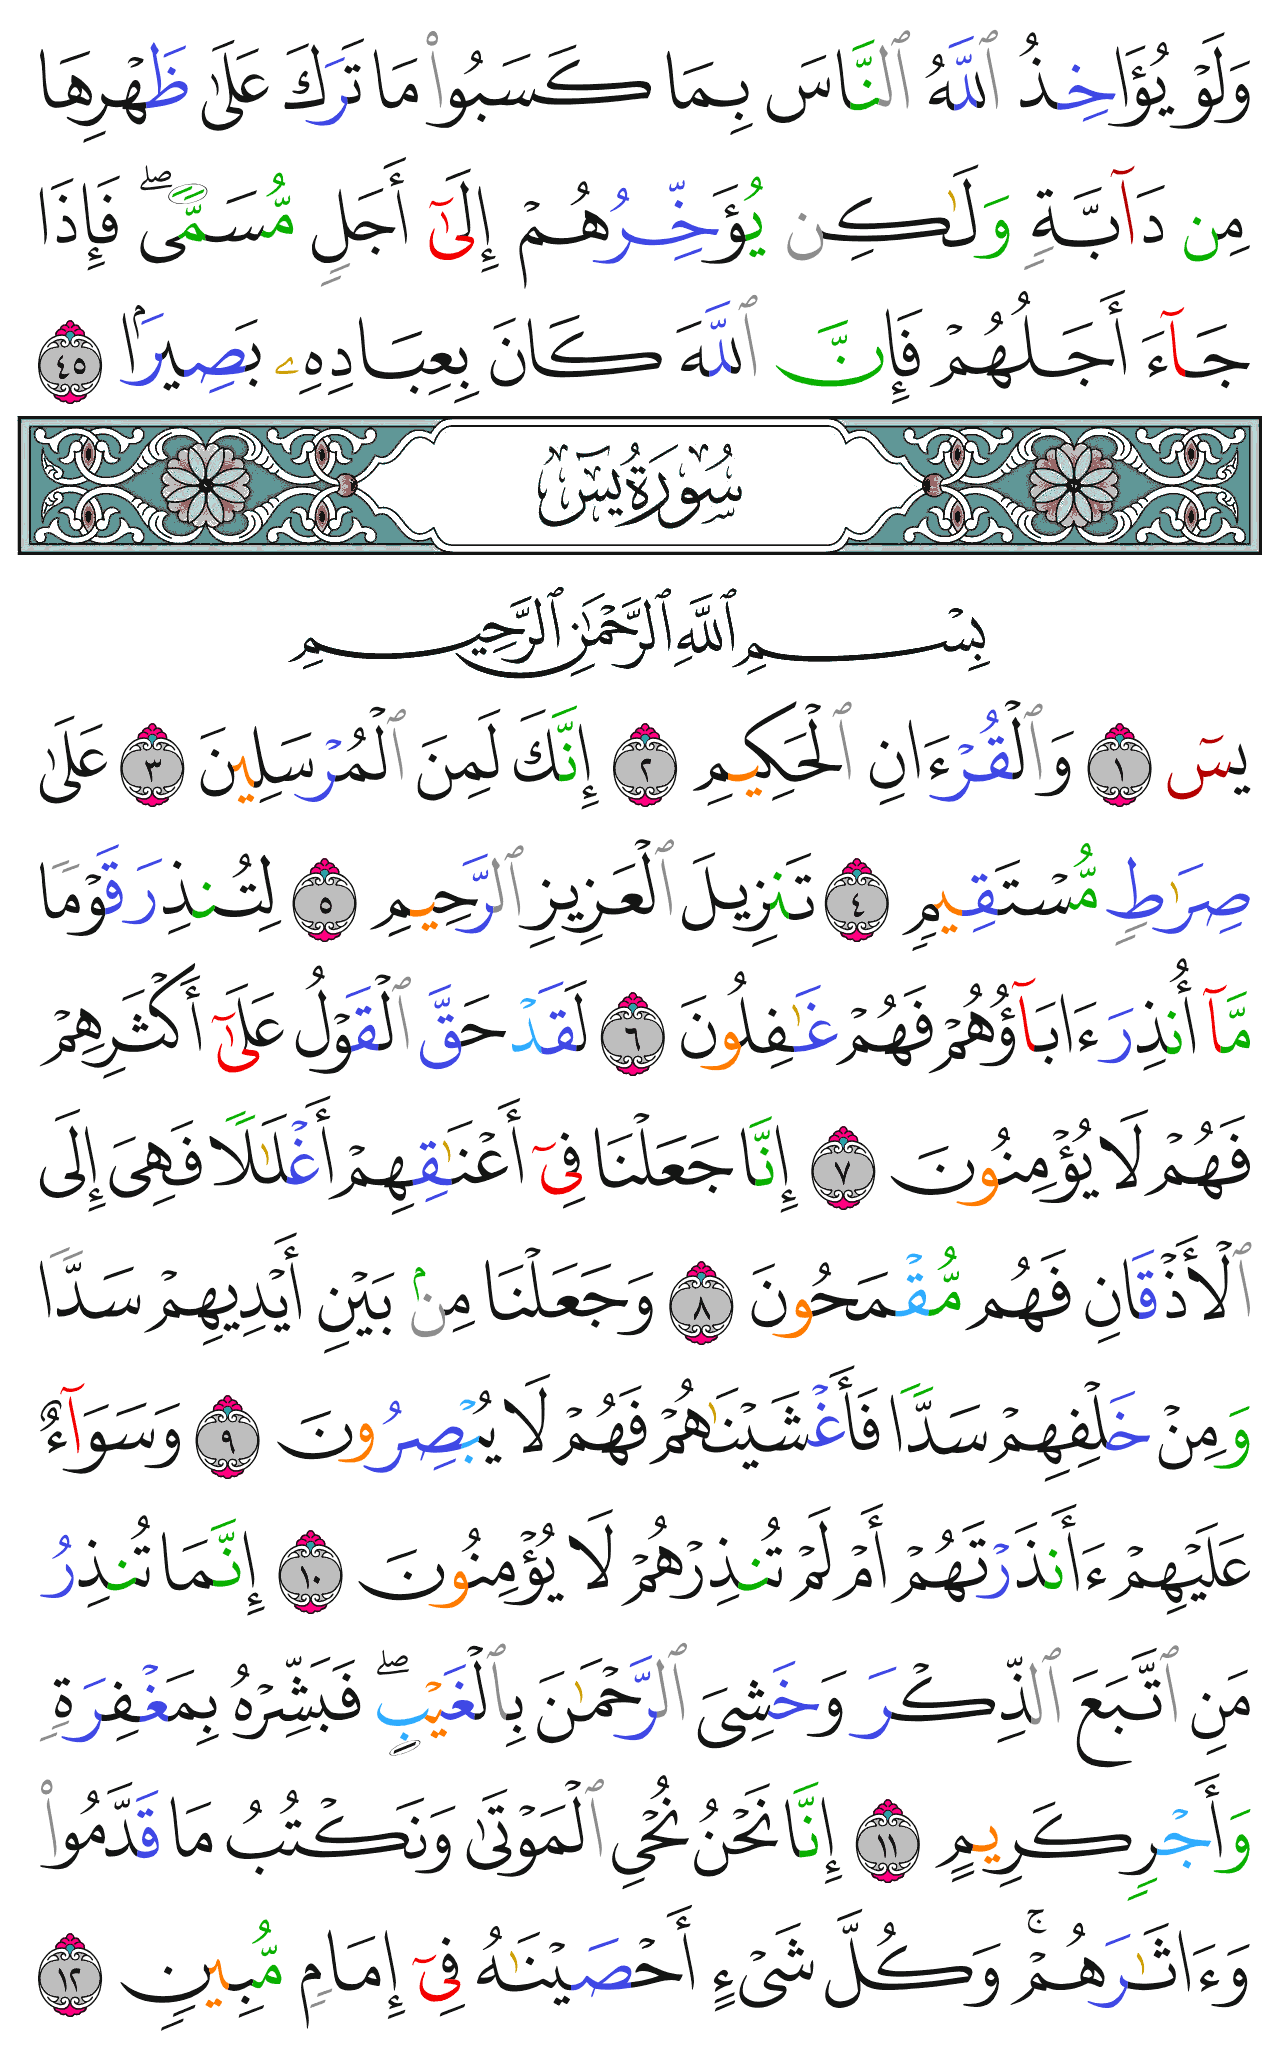 وَلَوْ يُؤَاخِذُ ٱللَّهُ ٱلنَّاسَ بِمَا كَسَبُوا۟ مَا تَرَكَ عَلَىٰ ظَهْرِهَا
مِن دَآبَّةٍ وَلَـٰكِن يُؤَخِّرُهُمْ إِلَىٰٓ أَجَلٍ مُّسَمًّى ۖ فَإِذَا
جَآءَ أَجَلُهُمْ فَإِنَّ ٱللَّهَ كَانَ بِعِبَادِهِۦ بَصِيرًۢا ٤٥
سُورَةُ يسٓ
بِسْمِ ٱللَّهِ ٱلرَّحْمَـٰنِ ٱلرَّحِيمِ
يسٓ ١ وَٱلْقُرْءَانِ ٱلْحَكِيمِ ٢ إِنَّكَ لَمِنَ ٱلْمُرْسَلِينَ ٣ عَلَىٰ
صِرَٰطٍ مُّسْتَقِيمٍ ٤ تَنزِيلَ ٱلْعَزِيزِ ٱلرَّحِيمِ ٥ لِتُنذِرَ قَوْمًا
مَّآ أُنذِرَ ءَابَآؤُهُمْ فَهُمْ غَـٰفِلُونَ ٦ لَقَدْ حَقَّ ٱلْقَوْلُ عَلَىٰٓ أَكْثَرِهِمْ
فَهُمْ لَا يُؤْمِنُونَ ٧ إِنَّا جَعَلْنَا فِىٓ أَعْنَـٰقِهِمْ أَغْلَـٰلًا فَهِىَ إِلَى
ٱلْأَذْقَانِ فَهُم مُّقْمَحُونَ ٨ وَجَعَلْنَا مِنۢ بَيْنِ أَيْدِيهِمْ سَدًّا
وَمِنْ خَلْفِهِمْ سَدًّا فَأَغْشَيْنَـٰهُمْ فَهُمْ لَا يُبْصِرُونَ ٩ وَسَوَآءٌ
عَلَيْهِمْ ءَأَنذَرْتَهُمْ أَمْ لَمْ تُنذِرْهُمْ لَا يُؤْمِنُونَ ١٠ إِنَّمَا تُنذِرُ
مَنِ ٱتَّبَعَ ٱلذِّكْرَ وَخَشِىَ ٱلرَّحْمَـٰنَ بِٱلْغَيْبِ ۖ فَبَشِّرْهُ بِمَغْفِرَةٍ
وَأَجْرٍ كَرِيمٍ ١١ إِنَّا نَحْنُ نُحْىِ ٱلْمَوْتَىٰ وَنَكْتُبُ مَا قَدَّمُوا۟
وَءَاثَـٰرَهُمْ ۚ وَكُلَّ شَىْءٍ أَحْصَيْنَـٰهُ فِىٓ إِمَامٍ مُّبِينٍ ١٢